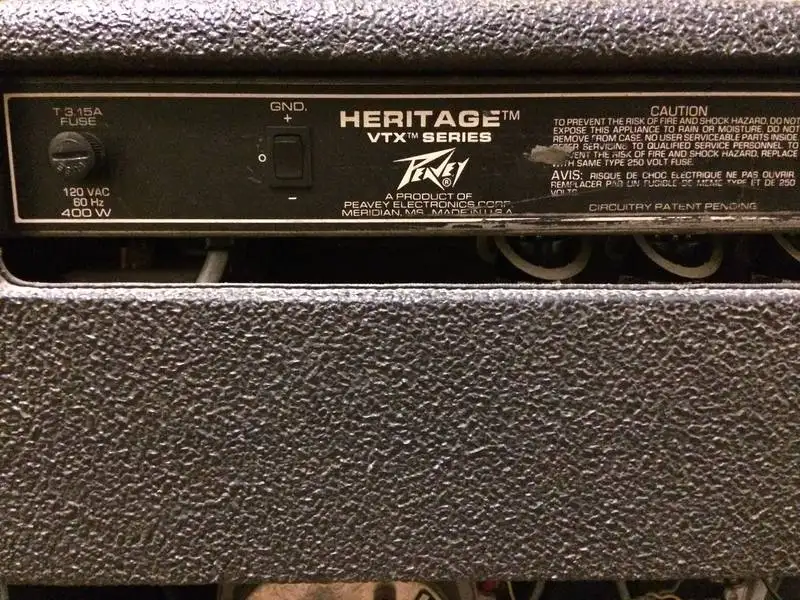 T 3.15A
FUSE
120 VAC
60 Hz
400 W
GND.
+
O
–
HERITAGE™
VTX™ SERIES
PEAVEY®
A PRODUCT OF
PEAVEY ELECTRONICS CORP.
MERIDIAN, MS. MADE IN U.S.A.
CAUTION
TO PREVENT THE RISK OF FIRE AND SHOCK HAZARD, DO NOT
EXPOSE THIS APPLIANCE TO RAIN OR MOISTURE. DO NOT
REMOVE FROM CASE. NO USER SERVICEABLE PARTS INSIDE
SERVICING TO QUALIFIED SERVICE PERSONNEL TO
THE RISK OF FIRE AND SHOCK HAZARD, REPLACE
WITH SAME TYPE 250 VOLT FUSE.
AVIS: RISQUE DE CHOC ELECTRIQUE NE PAS OUVRIR.
REMPLACER PAR UN FUSIBLE DE MEME TYPE ET DE 250
VOLTS
CIRCUITRY PATENT PENDING